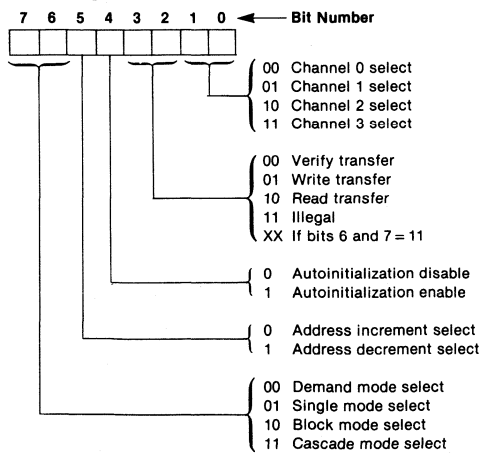 7 6 5 4 3 2 1 0 Bit Number
00 Channel 0 select
01 Channel 1 select
10 Channel 2 select
11 Channel 3 select
00 Verify transfer
01 Write transfer
10 Read transfer
11 Illegal
XX If bits 6 and 7 = 11
0 Autoinitialization disable
1 Autoinitialization enable
0 Address increment select
1 Address decrement select
00 Demand mode select
01 Single mode select
10 Block mode select
11 Cascade mode select